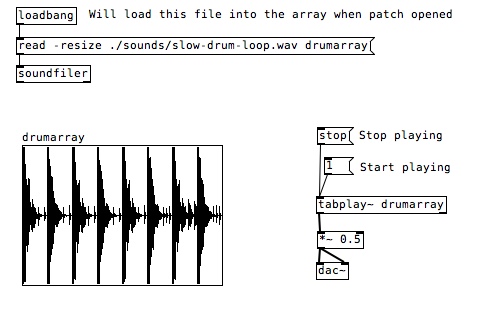 loadbang Will load this file into the array when patch opened
read -resize ./sounds/slow-drum-loop.wav drumarray
soundfiler
drumarray
stop Stop playing
1 Start playing
tabplay~ drumarray
*~ 0.5
dac~